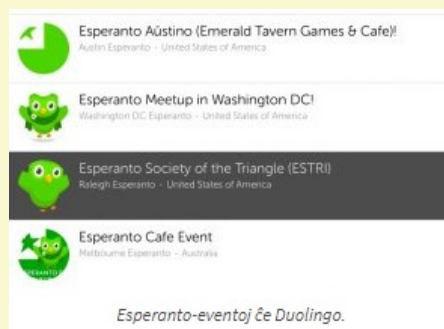 Esperanto Aŭstino (Emerald Tavern Games & Cafe)!
Aŭstin Esperanto - United States of America
Esperanto Meetup in Washington DC!
Washington DC Esperanto - United States of America
Esperanto Society of the Triangle (ESTRI)
Raleigh Esperanto - United States of America
Esperanto Cafe Event
Melbourne Esperanto - Australia
Esperanto-eventoj ĉe Duolingo.